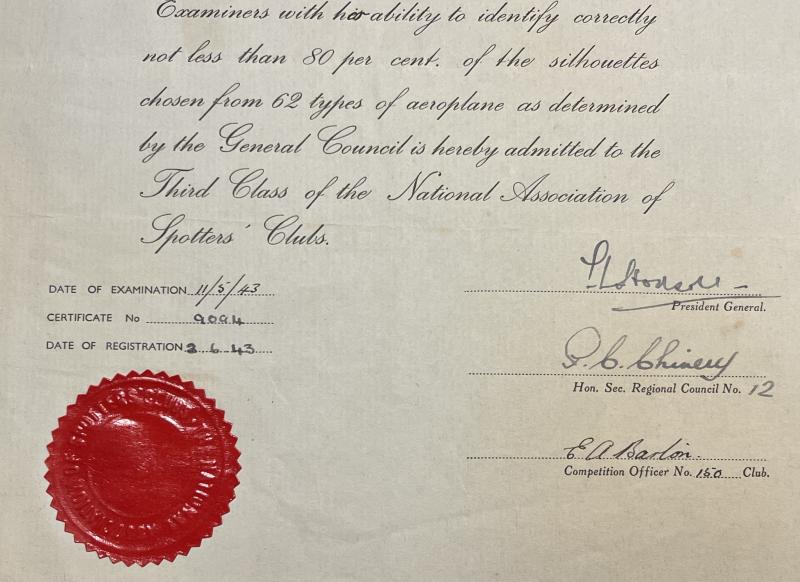 Examiners with his ability to identify correctly
not less than 80 per cent. of the silhouettes
chosen from 62 types of aeroplane as determined
by the General Council is hereby admitted to the
Third Class of the National Association of
Spotters' Clubs.
DATE OF EXAMINATION 11/5/43
President General.
CERTIFICATE No 9094
DATE OF REGISTRATION 2.6.43
Hon. Sec. Regional Council No. 12
E A Barlon.
Competition Officer No. 150 Club.